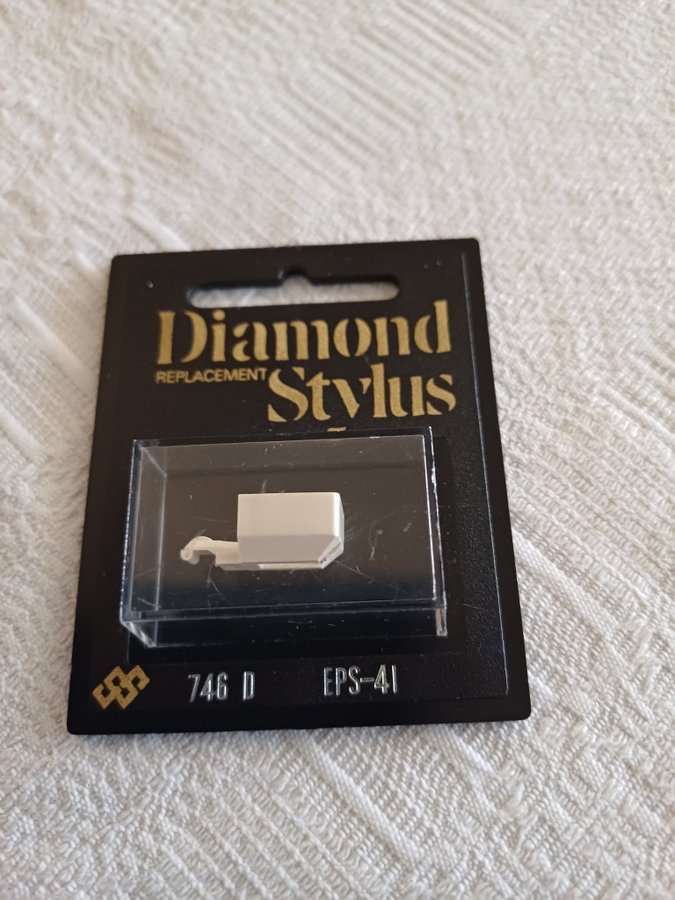 Diamond
REPLACEMENT Stylus
746 D EPS-41